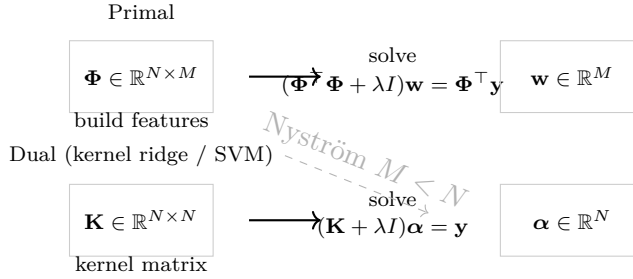 Primal
solve
Φ ∈ ℝ^{N×M}
(Φ^⊤Φ + λI)w = Φ^⊤y
w ∈ ℝ^M
build features
Nyström M < N
Dual (kernel ridge / SVM)
solve
K ∈ ℝ^{N×N}
(K + λI)α = y
α ∈ ℝ^N
kernel matrix